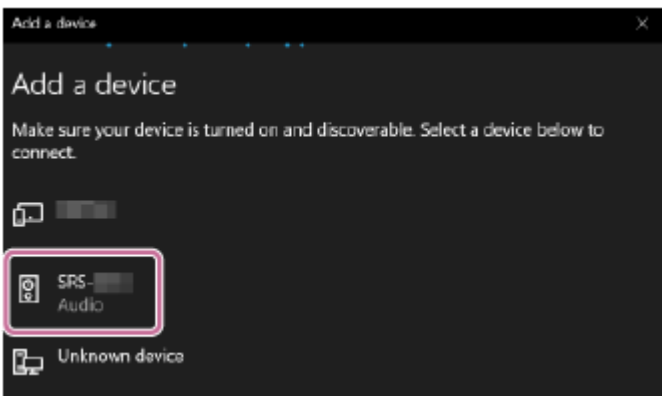 Add a device
Add a device
Make sure your device is turned on and discoverable. Select a device below to
connect.
SRS-
Audio
Unknown device